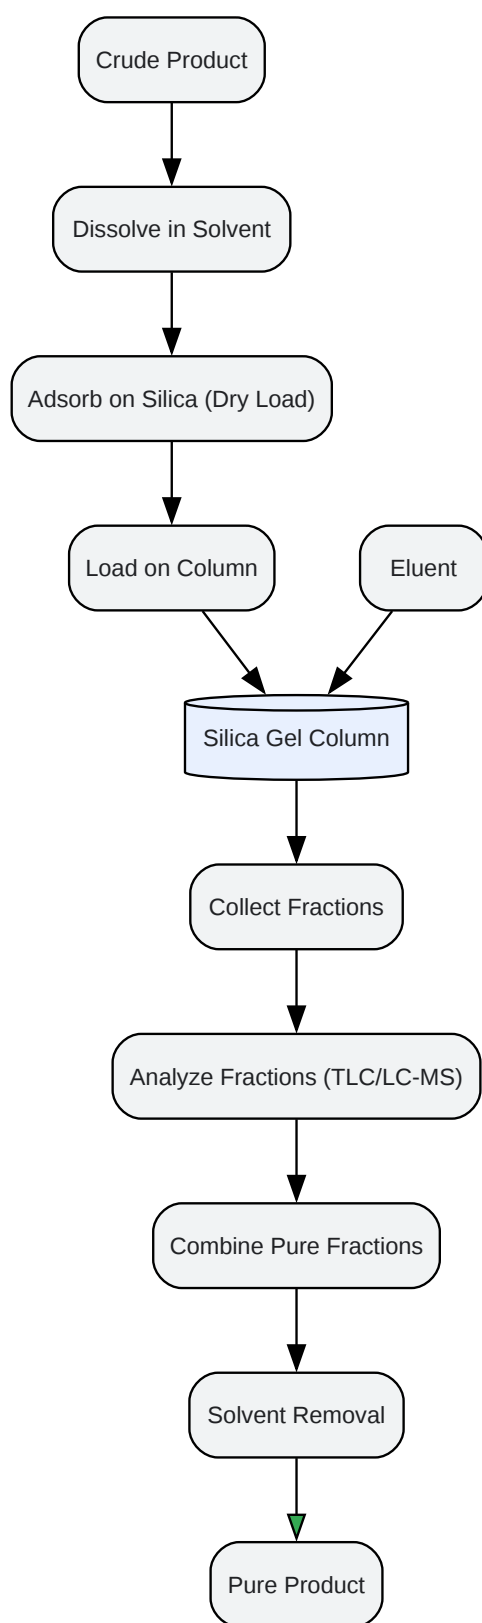 Crude Product
Dissolve in Solvent
Adsorb on Silica (Dry Load)
Load on Column
Eluent
Silica Gel Column
Collect Fractions
Analyze Fractions (TLC/LC-MS)
Combine Pure Fractions
Solvent Removal
Pure Product